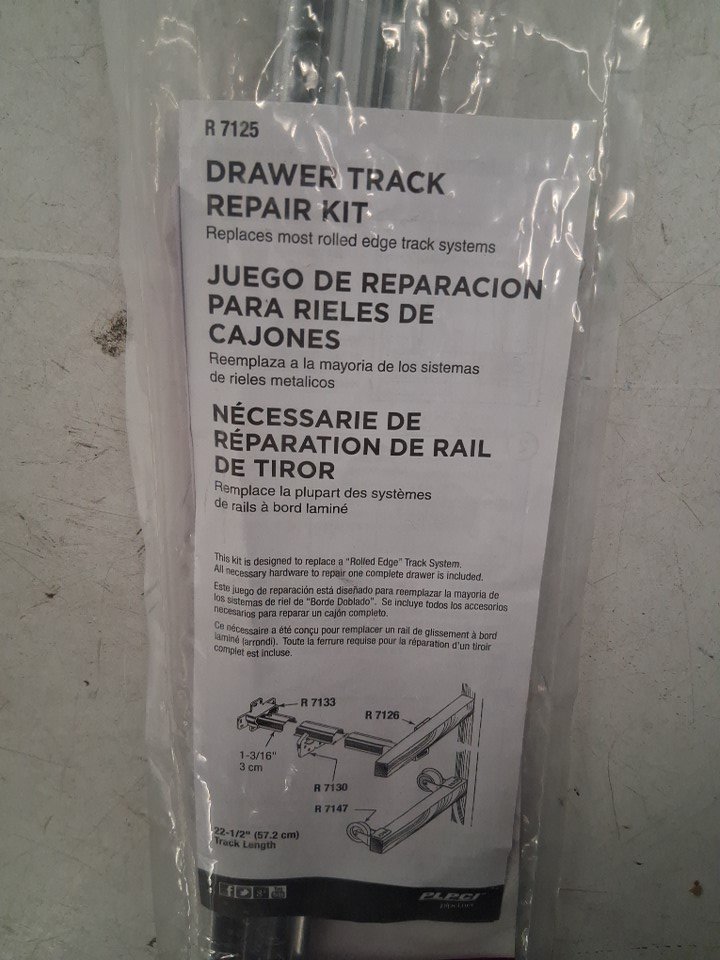 R 7125
DRAWER TRACK
REPAIR KIT
Replaces most rolled edge track systems
JUEGO DE REPARACION
PARA RIELES DE
CAJONES
Reemplaza a la mayoria de los sistemas
de rieles metalicos
NÉCESSARIE DE
RÉPARATION DE RAIL
DE TIROR
Remplace la plupart des systèmes
de rails à bord laminé
This kit is designed to replace a "Rolled Edge" Track System.
All necessary hardware to repair one complete drawer is included.
Este juego de reparación está diseñado para reemplazar la mayoria de
los sistemas de riel de "Borde Doblado". Se incluye todos los accesorios
necesarios para reparar un cajón completo.
Ce nécessaire a été conçu pour remplacer un rail de glissement à bord
laminé (arrondi). Toute la ferrure requise pour la réparation d'un tiroir
complet est incluse.
R 7133
R 7126
1-3/16"
3 cm
R 7130
R 7147
22-1/2" (57.2 cm)
Track Length
PLPCI